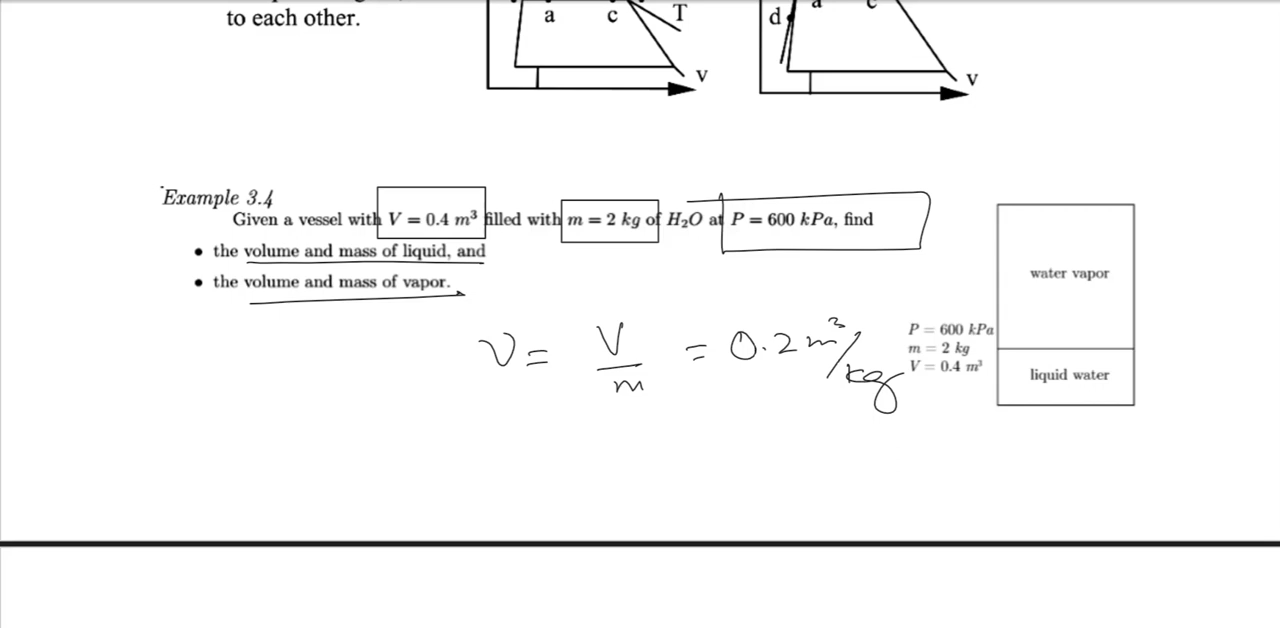 to each other.
a c T
v
d a c
v
Example 3.4
Given a vessel with V = 0.4 m³ filled with m = 2 kg of H₂O at P = 600 kPa, find
• the volume and mass of liquid, and
• the volume and mass of vapor.
water vapor
P = 600 kPa
m = 2 kg
V = 0.4 m³
liquid water
v = V/m = 0.2 m³/kg